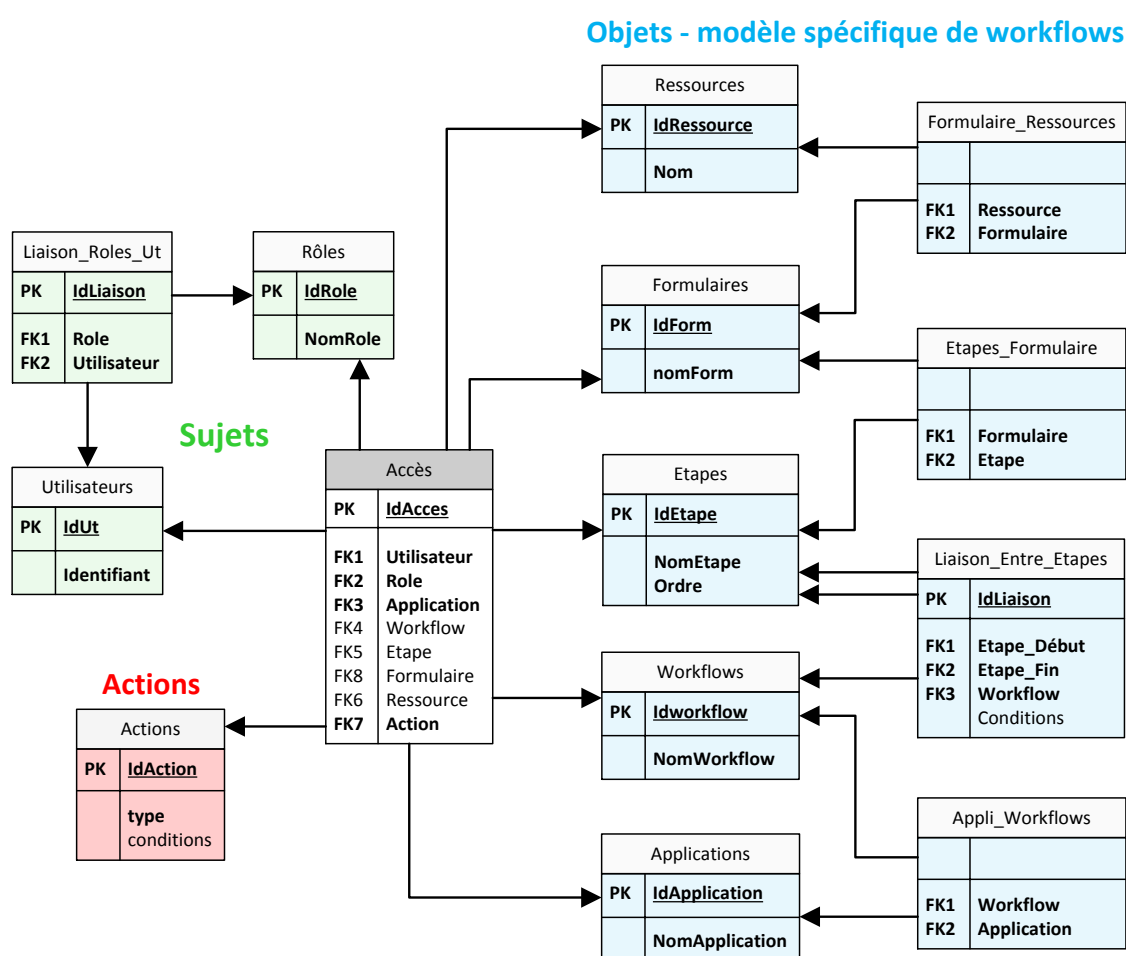 Objets - modèle spécifique de workflows
Ressources
PK IdRessource
Nom
Formulaire_Ressources
FK1 Ressource
FK2 Formulaire
Liaison_Roles_Ut
PK IdLiaison
FK1 Role
FK2 Utilisateur
Rôles
PK IdRole
NomRole
Formulaires
PK IdForm
nomForm
Etapes_Formulaire
FK1 Formulaire
FK2 Etape
Sujets
Utilisateurs
PK IdUt
Identifiant
Accès
PK IdAcces
FK1 Utilisateur
FK2 Role
FK3 Application
FK4 Workflow
FK5 Etape
FK8 Formulaire
FK6 Ressource
FK7 Action
Etapes
PK IdEtape
NomEtape
Ordre
Liaison_Entre_Etapes
PK IdLiaison
FK1 Etape_Début
FK2 Etape_Fin
FK3 Workflow
Conditions
Actions
Actions
PK IdAction
type
conditions
Workflows
PK Idworkflow
NomWorkflow
Appli_Workflows
FK1 Workflow
FK2 Application
Applications
PK IdApplication
NomApplication